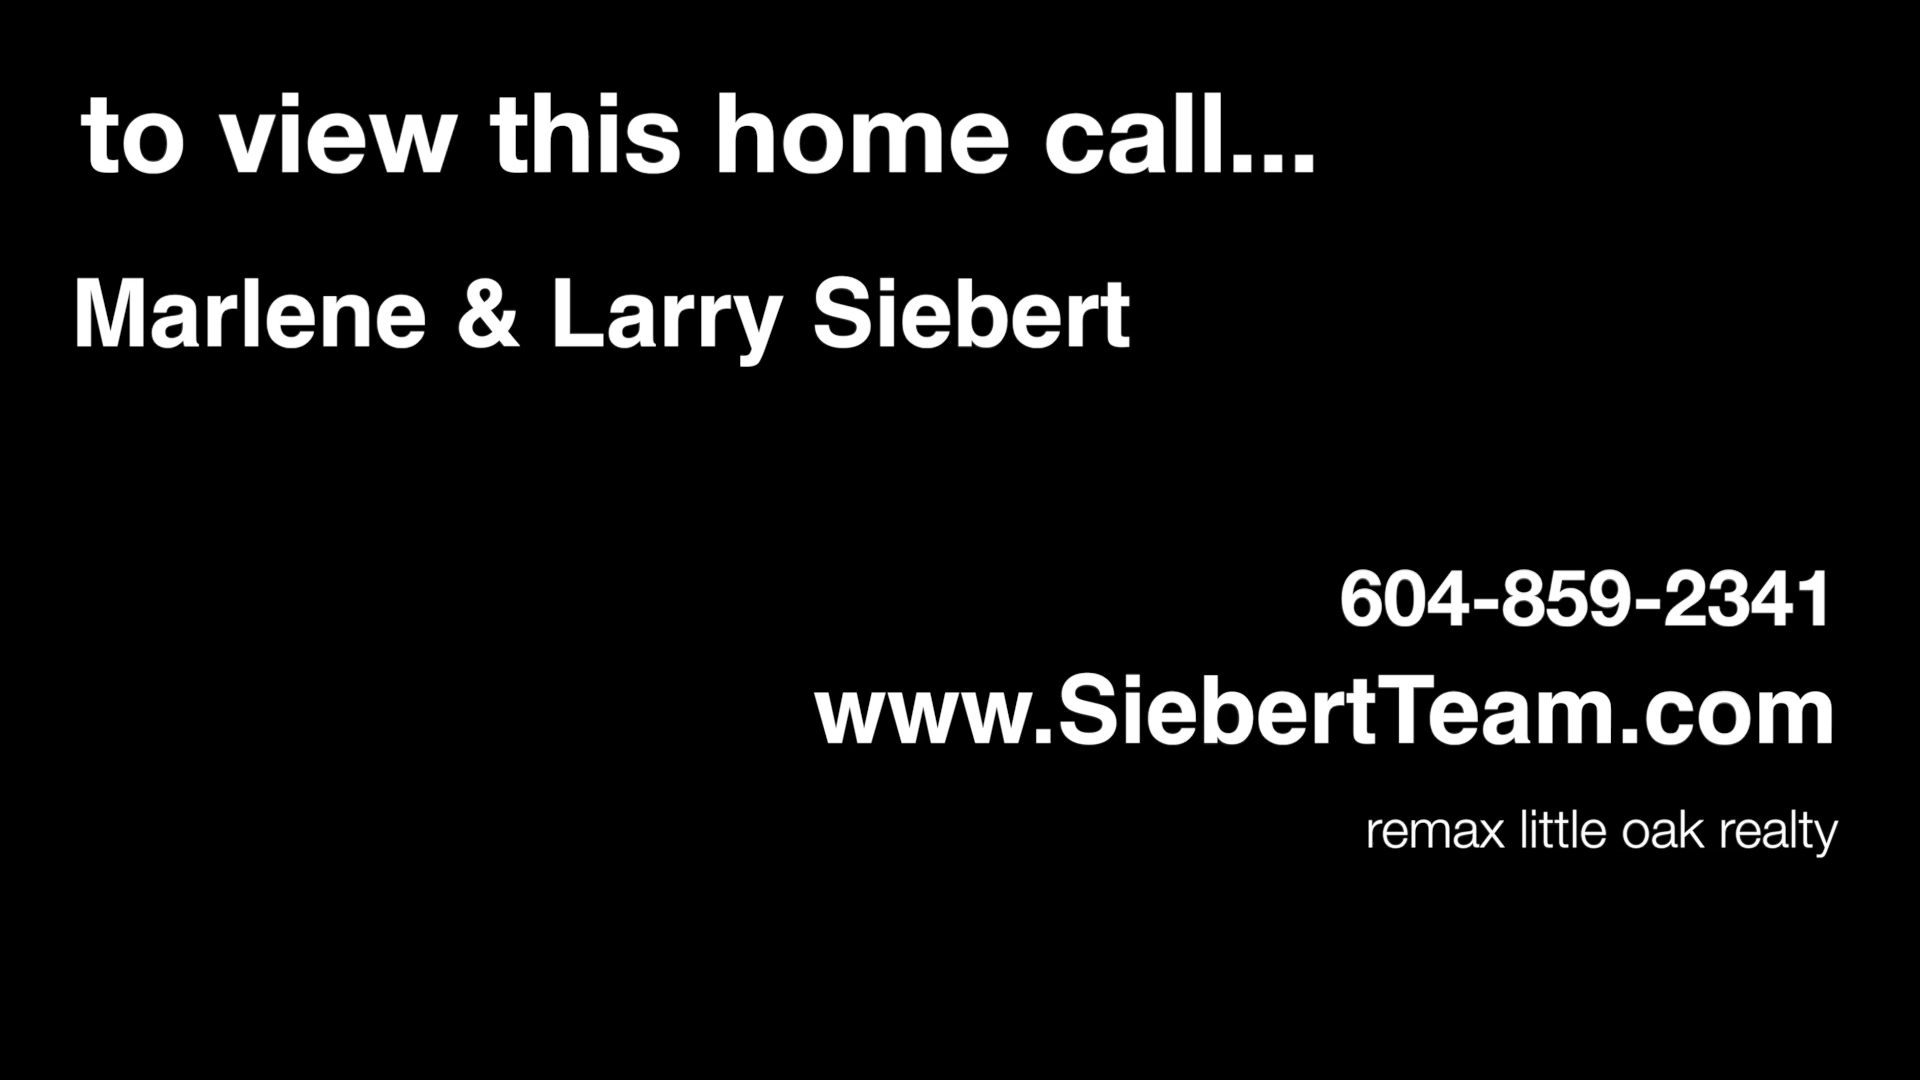 to view this home call...
Marlene & Larry Siebert
604-859-2341
www.SiebertTeam.com
remax little oak realty